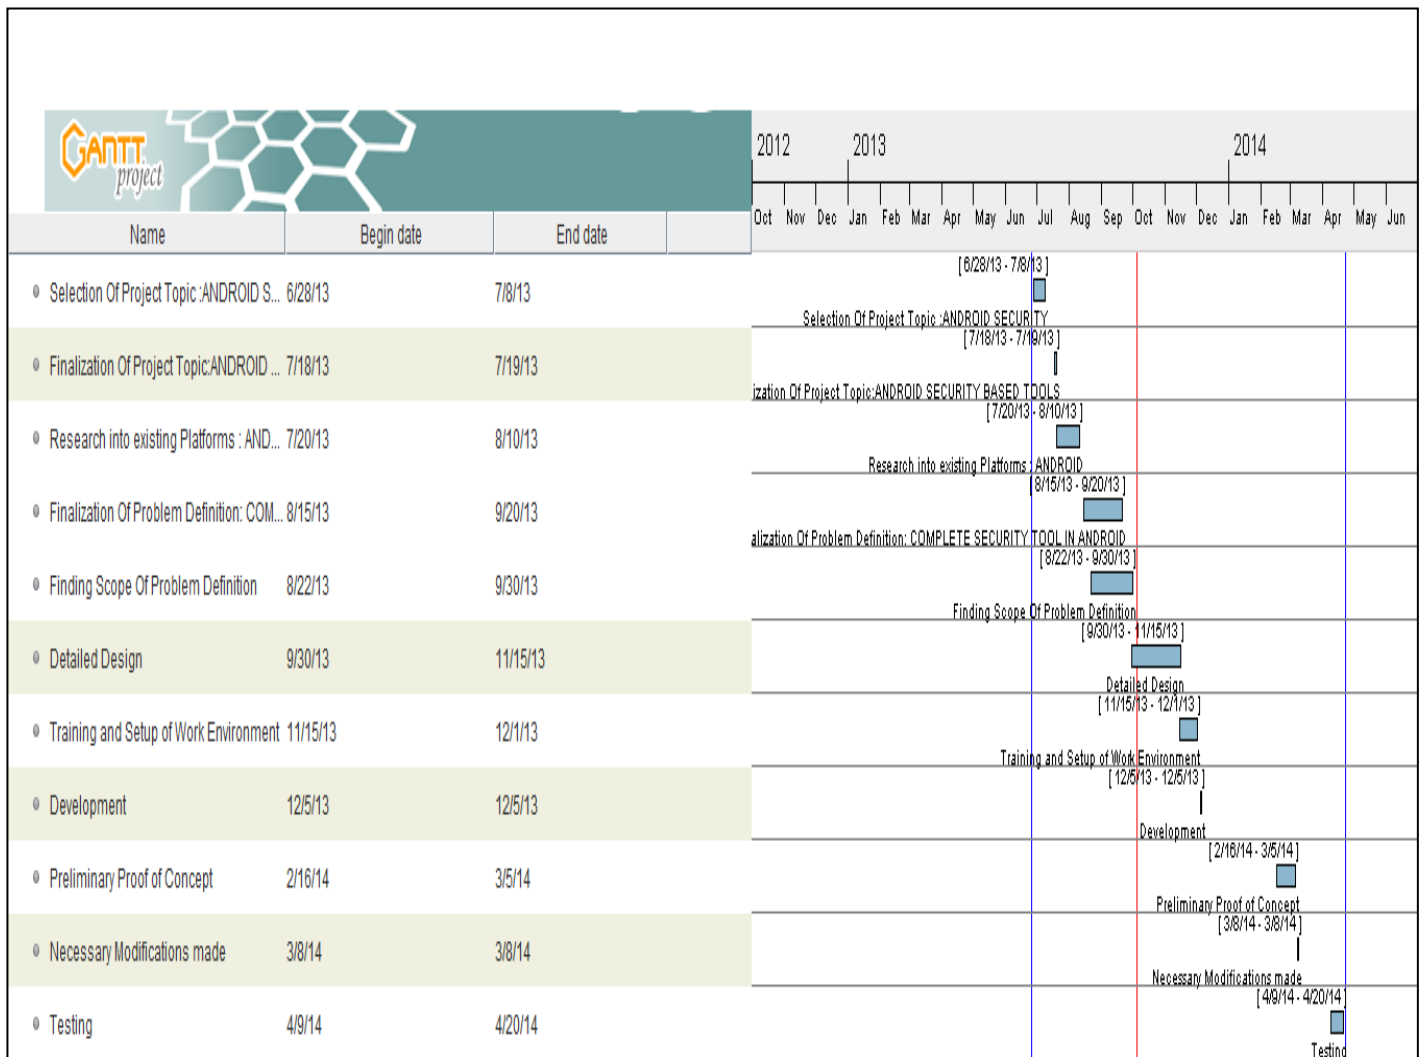 GANTT
project
2012 2013 2014
Oct Nov Dec Jan Feb Mar Apr May Jun Jul Aug Sep Oct Nov Dec Jan Feb Mar Apr May Jun
Name Begin date End date
Selection Of Project Topic :ANDROID S... 6/28/13 7/8/13
[ 6/28/13 - 7/8/13 ]
Selection Of Project Topic :ANDROID SECURITY
Finalization Of Project Topic:ANDROID ... 7/18/13 7/19/13
[ 7/18/13 - 7/19/13 ]
ization Of Project Topic:ANDROID SECURITY BASED TOOLS
Research into existing Platforms : AND... 7/20/13 8/10/13
[ 7/20/13 - 8/10/13 ]
Research into existing Platforms : ANDROID
Finalization Of Problem Definition: COM... 8/15/13 9/20/13
[ 8/15/13 - 9/20/13 ]
alization Of Problem Definition: COMPLETE SECURITY TOOL IN ANDROID
Finding Scope Of Problem Definition 8/22/13 9/30/13
[ 8/22/13 - 9/30/13 ]
Finding Scope Of Problem Definition
Detailed Design 9/30/13 11/15/13
[ 9/30/13 - 11/15/13 ]
Detailed Design
Training and Setup of Work Environment 11/15/13 12/1/13
[ 11/15/13 - 12/1/13 ]
Training and Setup of Work Environment
Development 12/5/13 12/5/13
[ 12/5/13 - 12/5/13 ]
Development
Preliminary Proof of Concept 2/16/14 3/5/14
[ 2/16/14 - 3/5/14 ]
Preliminary Proof of Concept
Necessary Modifications made 3/8/14 3/8/14
[ 3/8/14 - 3/8/14 ]
Necessary Modifications made
Testing 4/9/14 4/20/14
[ 4/9/14 - 4/20/14 ]
Testing